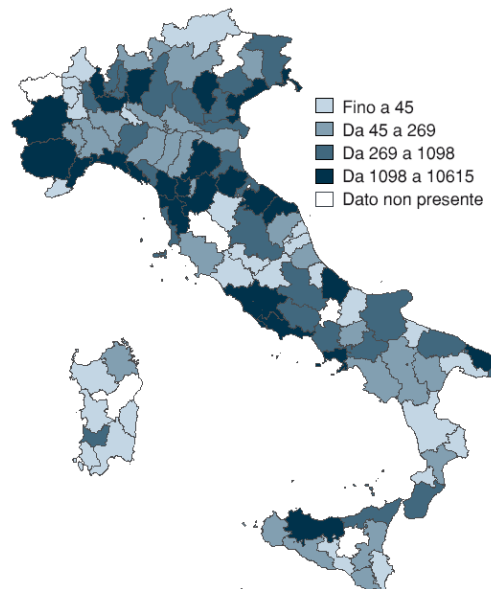 Fino a 45
Da 45 a 269
Da 269 a 1098
Da 1098 a 10615
Dato non presente